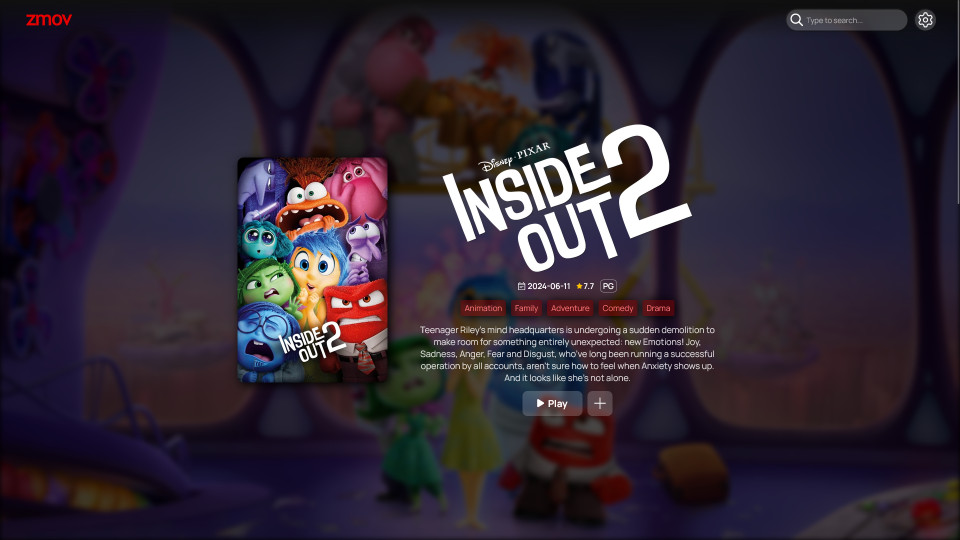 zmov
Type to search...
Disney · PIXAR
INSIDE
OUT 2
2024-06-11 7.7 PG
Animation Family Adventure Comedy Drama
Teenager Riley's mind headquarters is undergoing a sudden demolition to
make room for something entirely unexpected: new Emotions! Joy,
Sadness, Anger, Fear and Disgust, who've long been running a successful
operation by all accounts, aren't sure how to feel when Anxiety shows up.
And it looks like she's not alone.
Play
INSIDE
OUT 2